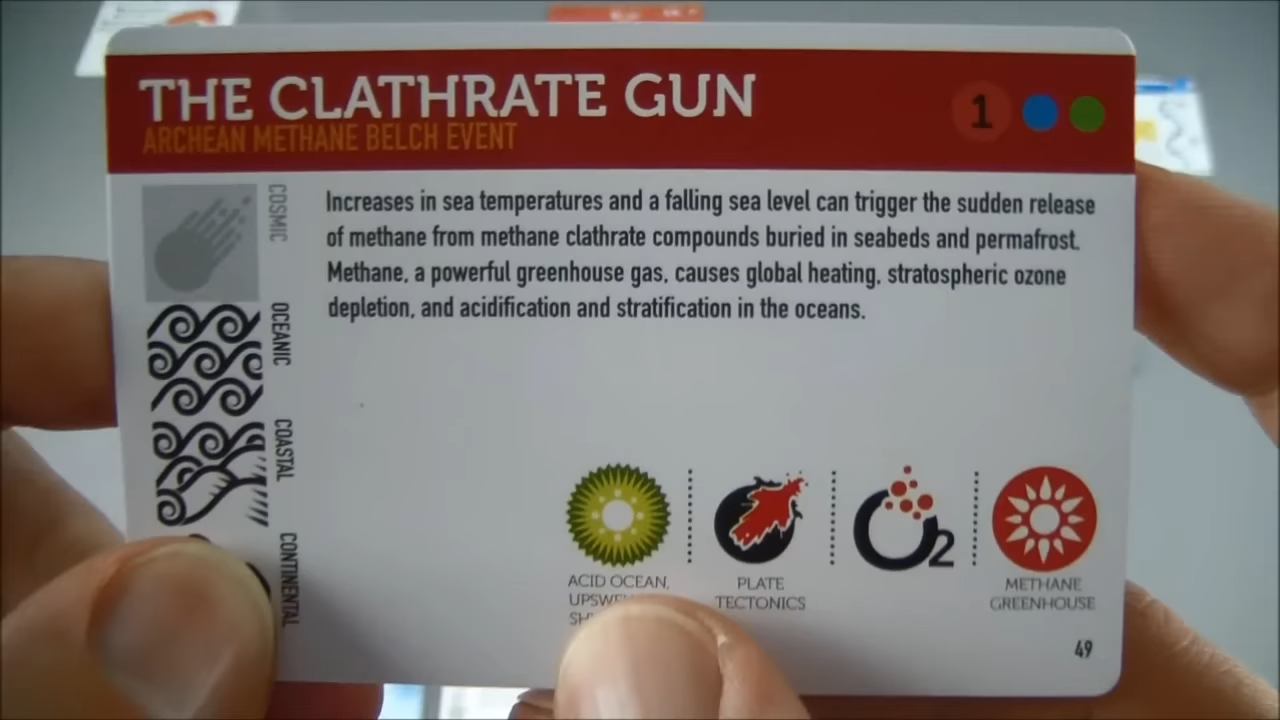 THE CLATHRATE GUN
1
ARCHEAN METHANE BELCH EVENT
COSMIC
OCEANIC
COASTAL
CONTINENTAL
Increases in sea temperatures and a falling sea level can trigger the sudden release
of methane from methane clathrate compounds buried in seabeds and permafrost.
Methane, a powerful greenhouse gas, causes global heating, stratospheric ozone
depletion, and acidification and stratification in the oceans.
O2
ACID OCEAN,
PLATE
TECTONICS
METHANE
GREENHOUSE
49